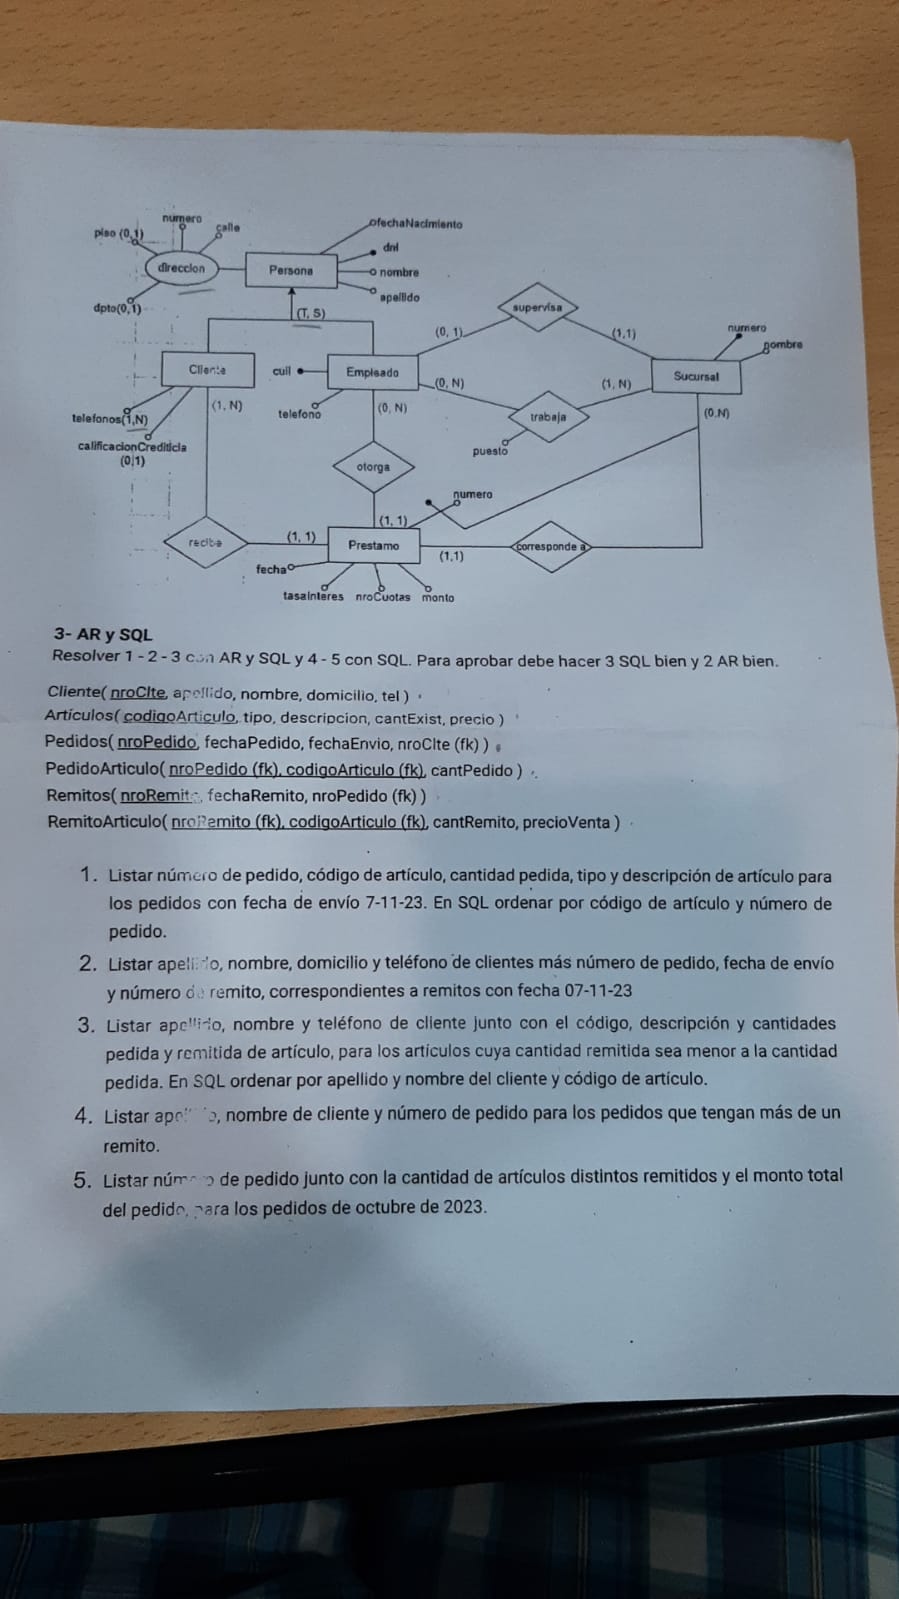 numero
calle
piso (0,1)
direccion
dpto(0,1)
Persona
fechaNacimiento
dni
nombre
apellido
(T, S)
supervisa
(0, 1)
(1,1)
numero
nombre
Cliente
cuil
Empleado
(0, N)
(1, N)
Sucursal
telefonos(1,N)
(1, N)
telefono
(0, N)
trabaja
(0,N)
calificacionCrediticia
(0,1)
puesto
otorga
numero
(1, 1)
recibe
(1, 1)
Prestamo
(1,1)
corresponde a
fecha
tasaInteres nroCuotas monto
3- AR y SQL
Resolver 1 - 2 - 3 con AR y SQL y 4 - 5 con SQL. Para aprobar debe hacer 3 SQL bien y 2 AR bien.
Cliente( nroClte, apellido, nombre, domicilio, tel )
Artículos( codigoArticulo, tipo, descripcion, cantExist, precio )
Pedidos( nroPedido, fechaPedido, fechaEnvio, nroClte (fk) )
PedidoArticulo( nroPedido (fk), codigoArticulo (fk), cantPedido )
Remitos( nroRemito, fechaRemito, nroPedido (fk) )
RemitoArticulo( nroRemito (fk), codigoArticulo (fk), cantRemito, precioVenta )
1. Listar número de pedido, código de artículo, cantidad pedida, tipo y descripción de artículo para
los pedidos con fecha de envío 7-11-23. En SQL ordenar por código de artículo y número de
pedido.
2. Listar apellido, nombre, domicilio y teléfono de clientes más número de pedido, fecha de envío
y número de remito, correspondientes a remitos con fecha 07-11-23
3. Listar apellido, nombre y teléfono de cliente junto con el código, descripción y cantidades
pedida y remitida de artículo, para los artículos cuya cantidad remitida sea menor a la cantidad
pedida. En SQL ordenar por apellido y nombre del cliente y código de artículo.
4. Listar apellido, nombre de cliente y número de pedido para los pedidos que tengan más de un
remito.
5. Listar número de pedido junto con la cantidad de artículos distintos remitidos y el monto total
del pedido, para los pedidos de octubre de 2023.